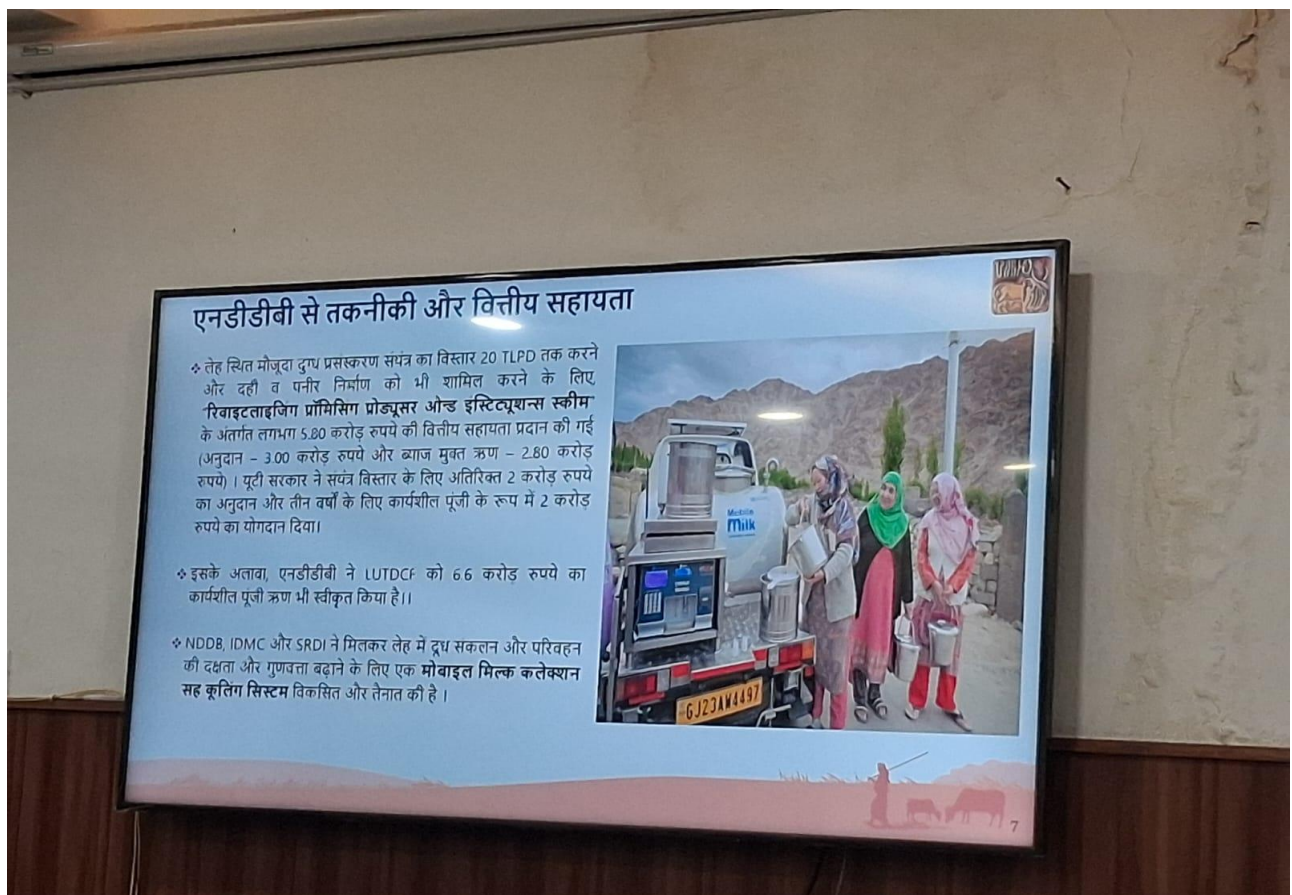 एनडीडीबी से तकनीकी और वित्तीय सहायता
❖ लेह स्थित मौजूदा दुग्ध प्रसंस्करण संयंत्र का विस्तार 20 TLPD तक करने
और दही व पनीर निर्माण को भी शामिल करने के लिए,
"रिवाइटलाइजिंग प्रॉमिसिंग प्रोड्यूसर ओन्ड इंस्टिट्यूशन्स स्कीम"
के अंतर्गत लगभग 5.80 करोड़ रुपये की वित्तीय सहायता प्रदान की गई
(अनुदान – 3.00 करोड़ रुपये और ब्याज मुक्त ऋण – 2.80 करोड़
रुपये) । यूटी सरकार ने संयंत्र विस्तार के लिए अतिरिक्त 2 करोड़ रुपये
का अनुदान और तीन वर्षों के लिए कार्यशील पूंजी के रूप में 2 करोड़
रुपये का योगदान दिया।
❖ इसके अलावा, एनडीडीबी ने LUTDCF को 6.6 करोड़ रुपये का
कार्यशील पूंजी ऋण भी स्वीकृत किया है।।
❖ NDDB, IDMC और SRDI ने मिलकर लेह में दूध संकलन और परिवहन
की दक्षता और गुणवत्ता बढ़ाने के लिए एक मोबाइल मिल्क कलेक्शन
सह कूलिंग सिस्टम विकसित और तैनात की है ।
Mobile
Milk
GJ23AW4497
7